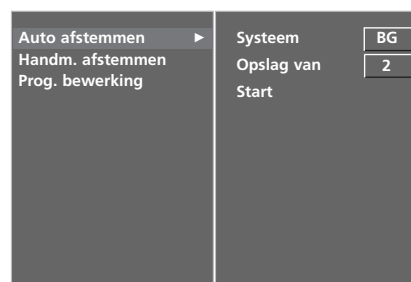 Auto afstemmen ►
Handm. afstemmen
Prog. bewerking
Systeem BG
Opslag van 2
Start